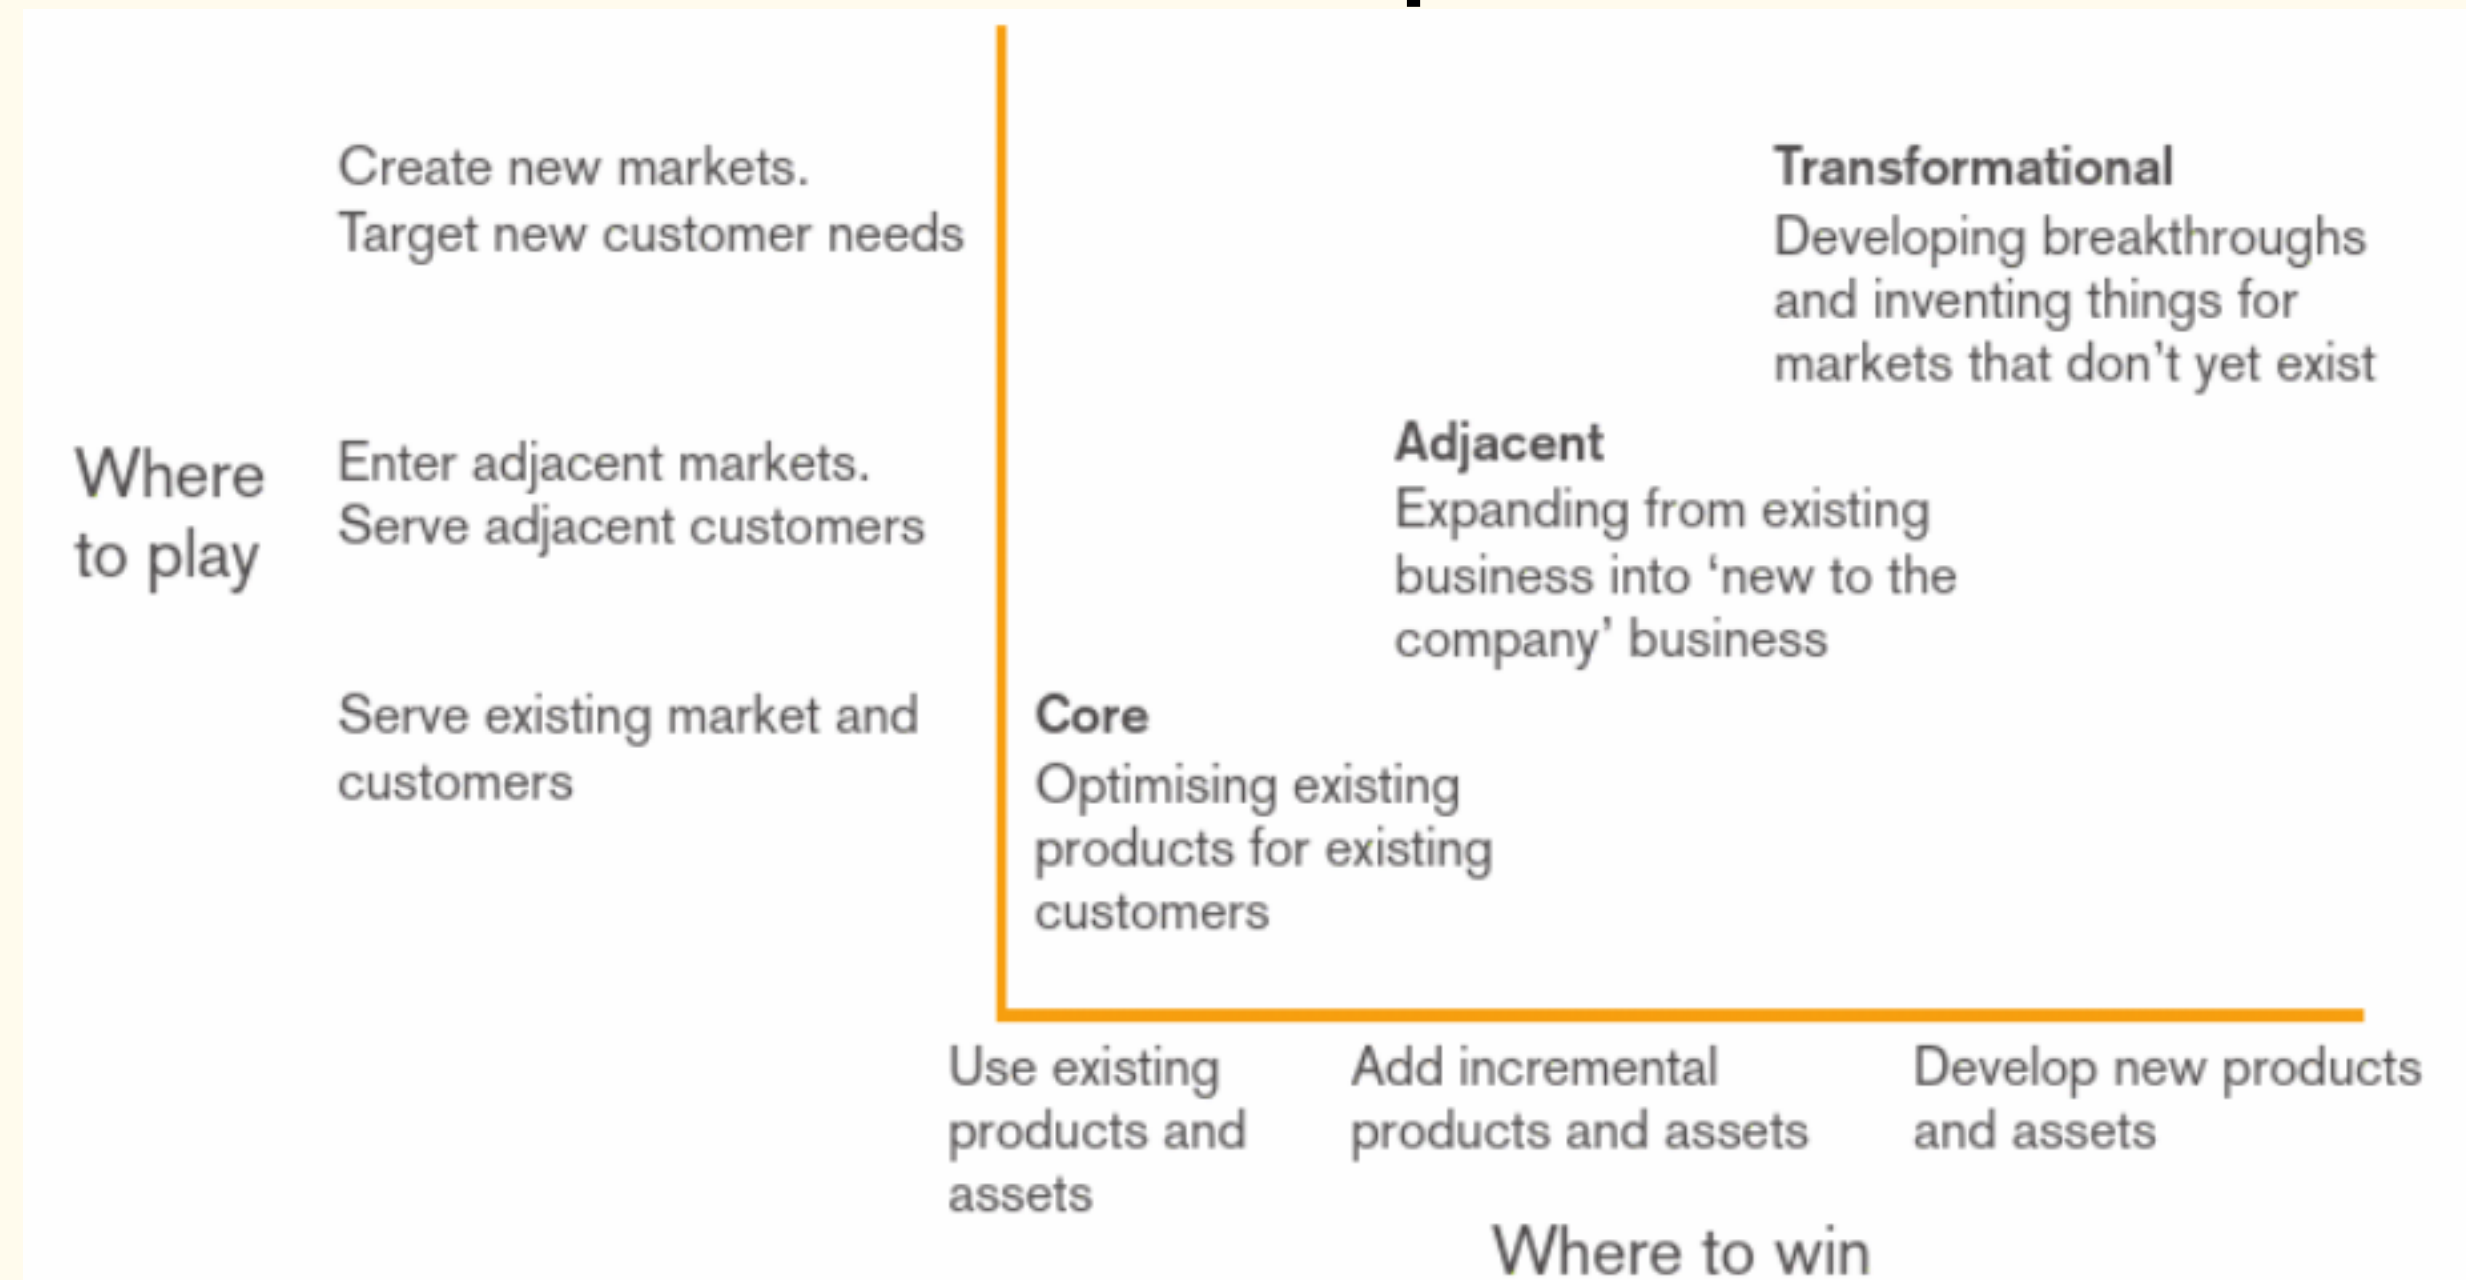 Create new markets.
Target new customer needs
Transformational
Developing breakthroughs
and inventing things for
markets that don't yet exist
Where
to play
Enter adjacent markets.
Serve adjacent customers
Adjacent
Expanding from existing
business into ‘new to the
company’ business
Serve existing market and
customers
Core
Optimising existing
products for existing
customers
Use existing
products and
assets
Add incremental
products and assets
Develop new products
and assets
Where to win